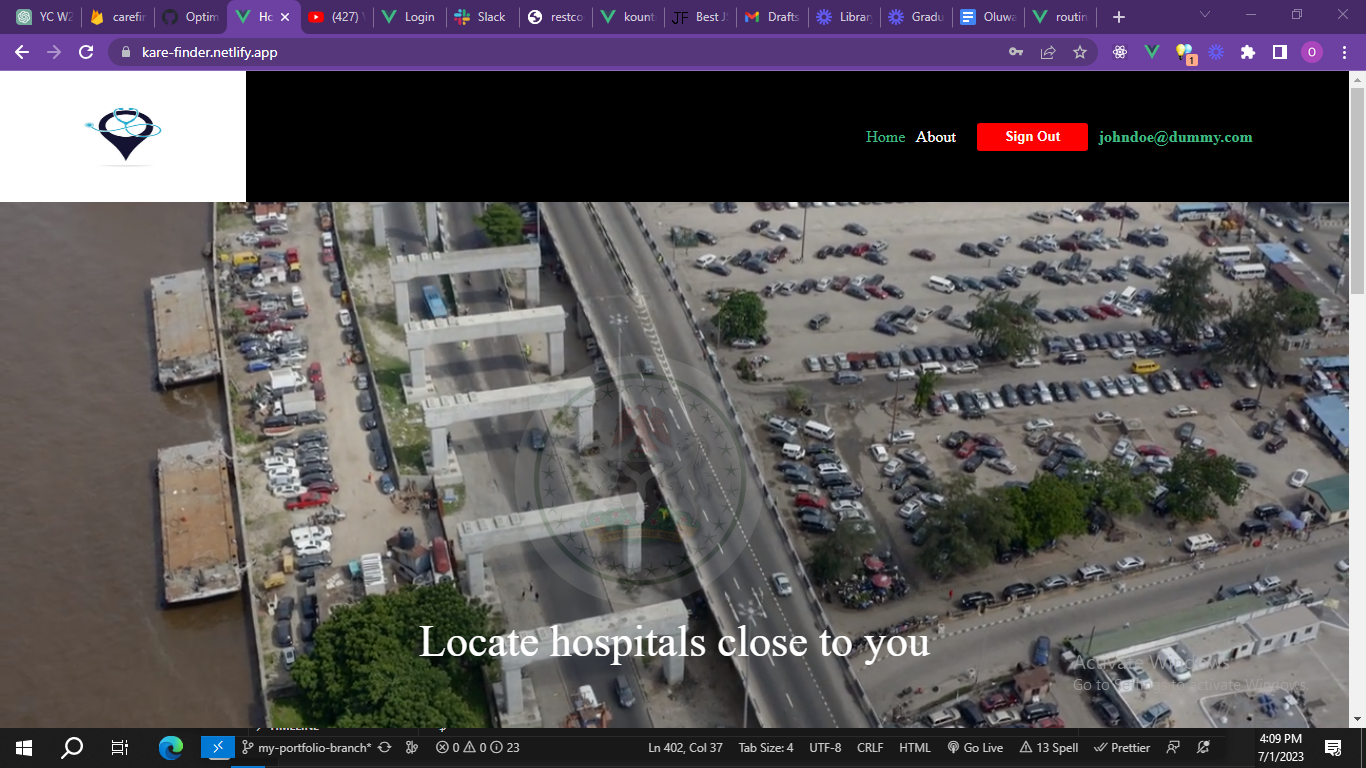 YC W2
carefin
Optim
Ho
(427)
Login
Slack
restco
kount
Best J
Drafts
Librar
Gradu
Oluwa
routin
kare-finder.netlify.app
1
O
Home
About
Sign Out
johndoe@dummy.com
Locate hospitals close to you
Activate Windows
Go to Settings to activate Windows.
my-portfolio-branch*
0
0
23
Ln 402, Col 37
Tab Size: 4
UTF-8
CRLF
HTML
Go Live
13 Spell
Prettier
4:09 PM
7/1/2023